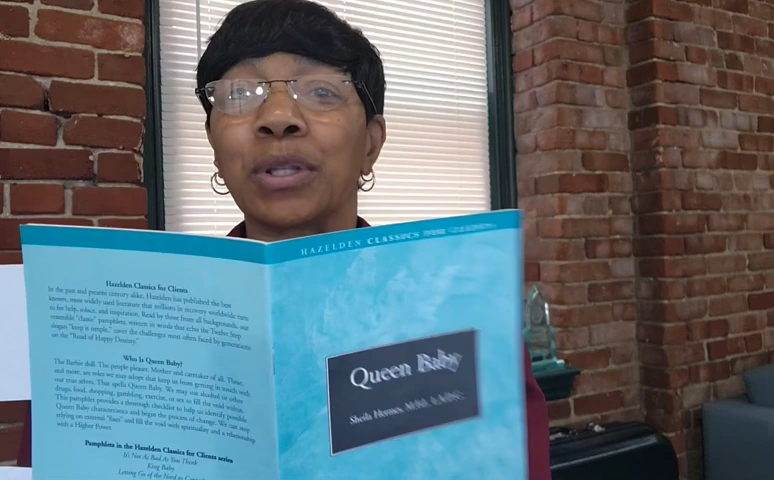 Hazelden Classics for Clients
In the past and present century alike, Hazelden has published the best
known, most widely used literature that millions in recovery worldwide turn
to for help, solace, and inspiration. Read by those from all backgrounds, our
venerable "classic" pamphlets, written in words that echo the Twelve Step
slogan "keep it simple," cover the challenges most often faced by generations
on the "Road of Happy Destiny."
Who Is Queen Baby?
The Barbie doll. The people pleaser. Mother and caretaker of all. These,
and more, are roles we may adopt that keep us from getting in touch with
our true selves. That spells Queen Baby. We may use alcohol or other
drugs, food, shopping, gambling, exercise, or sex to fill the void within.
This pamphlet provides a thorough checklist to help us identify possible
Queen Baby characteristics and begin the process of change. We can stop
relying on external "fixes" and fill the void with spirituality and a relationship
with a Higher Power.
Pamphlets in the Hazelden Classics for Clients series
It's Not As Bad As You Think
King Baby
Letting Go of the Need to
HAZELDEN CLASSICS FOR CLIENTS
Queen Baby
Sheila Hermes,